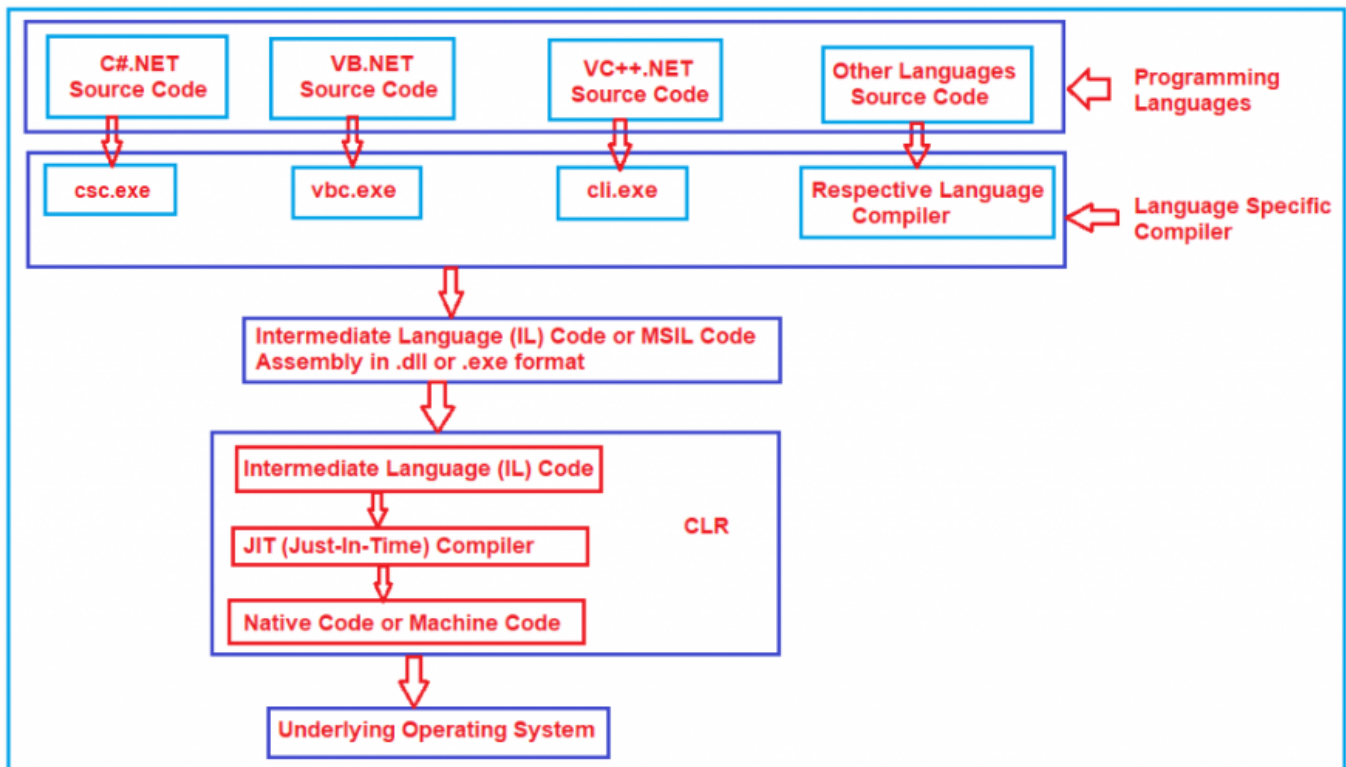 C#.NET
Source Code
VB.NET
Source Code
VC++.NET
Source Code
Other Languages
Source Code
Programming
Languages
csc.exe
vbc.exe
cli.exe
Respective Language
Compiler
Language Specific
Compiler
Intermediate Language (IL) Code or MSIL Code
Assembly in .dll or .exe format
Intermediate Language (IL) Code
CLR
JIT (Just-In-Time) Compiler
Native Code or Machine Code
Underlying Operating System